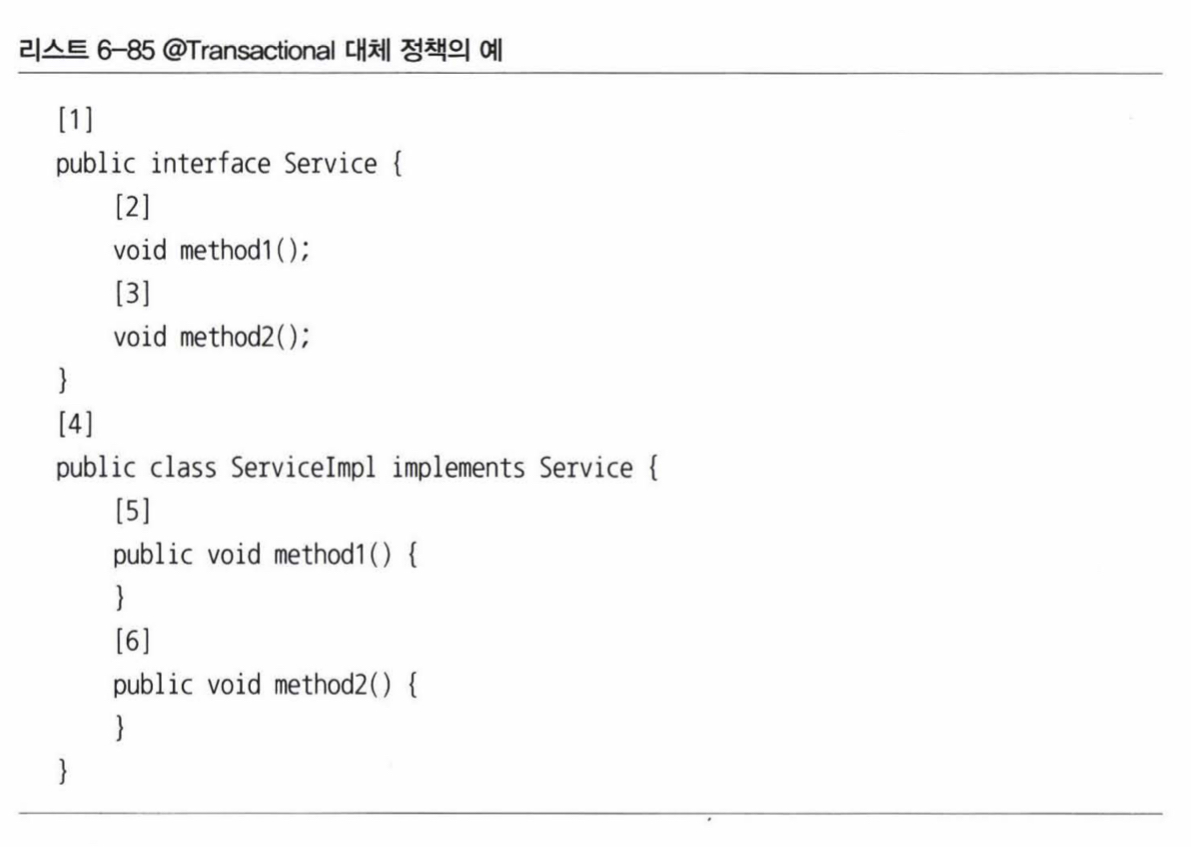 리스트 6-85 @Transactional 대체 정책의 예
[1]
public interface Service {
[2]
void method1();
[3]
void method2();
}
[4]
public class ServiceImpl implements Service {
[5]
public void method1() {
}
[6]
public void method2() {
}
}